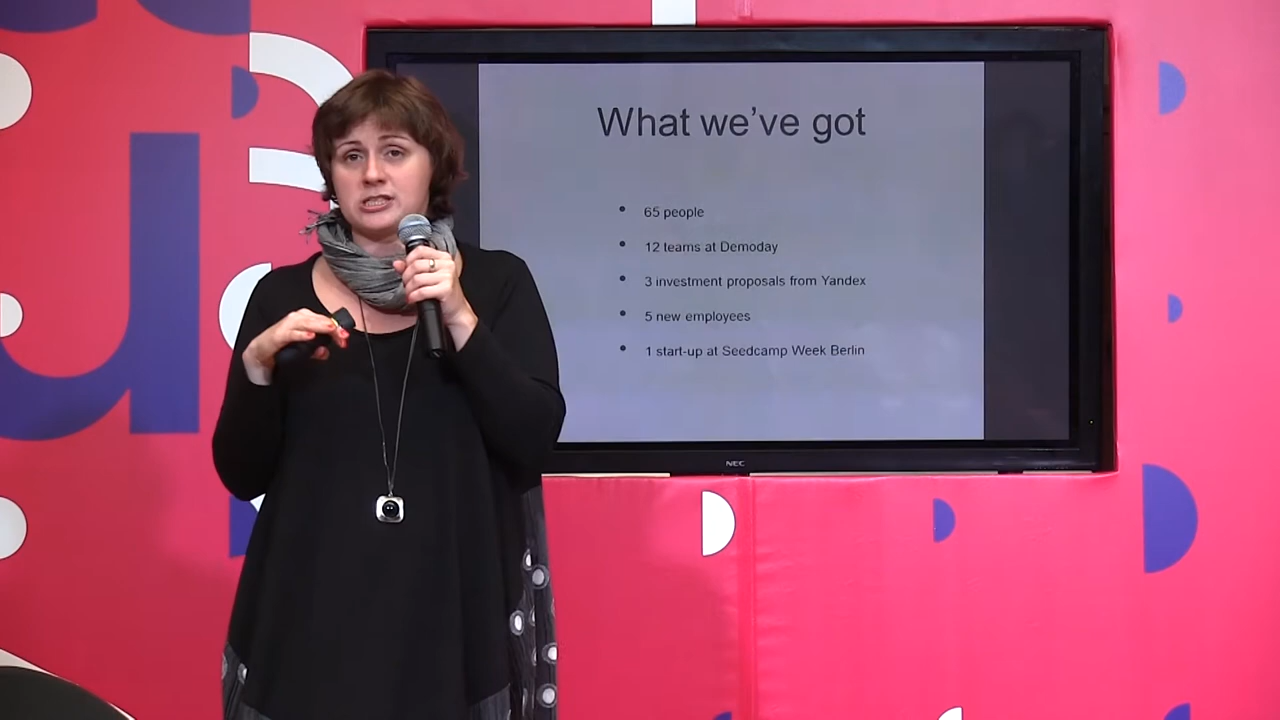 What we've got
65 people
12 teams at Demoday
3 investment proposals from Yandex
5 new employees
1 start-up at Seedcamp Week Berlin
NEC